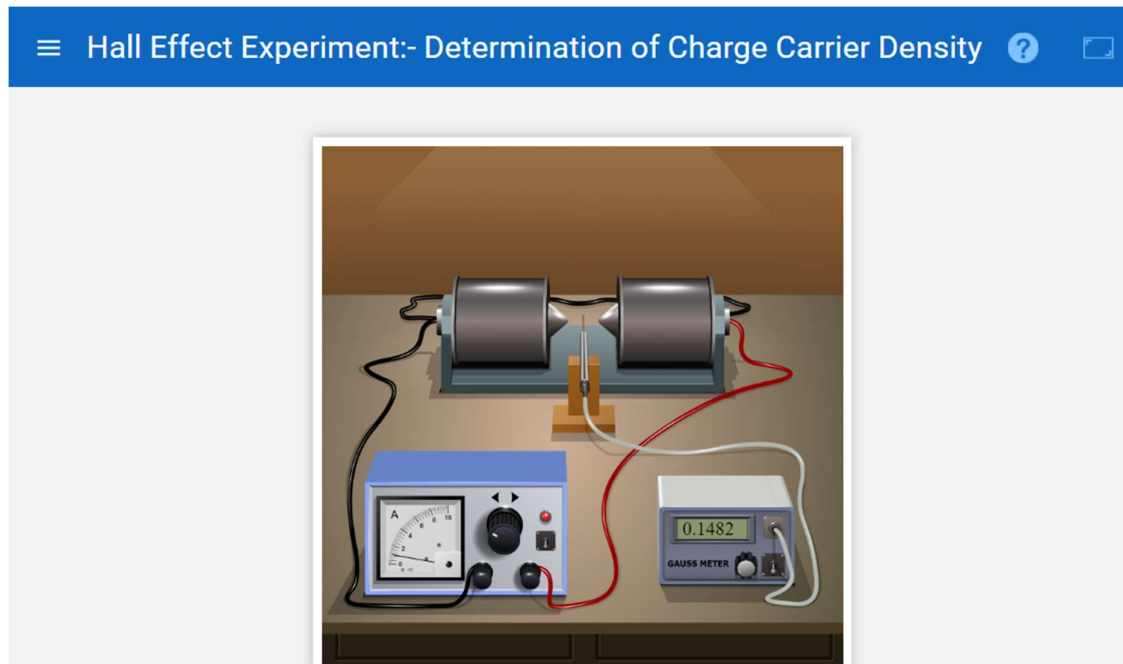 Hall Effect Experiment:- Determination of Charge Carrier Density ?
A
0 2 4 6 8 10
0.1482
GAUSS METER